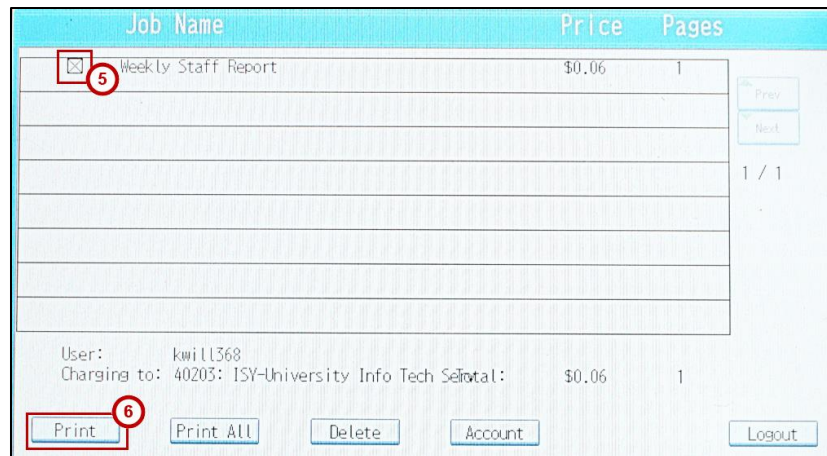 Job Name Price Pages
5 Weekly Staff Report $0.06 1
Prev
Next
1 / 1
User: kwill368
Charging to: 40203: ISY-University Info Tech Total: $0.06 1
6
Print Print All Delete Account Logout